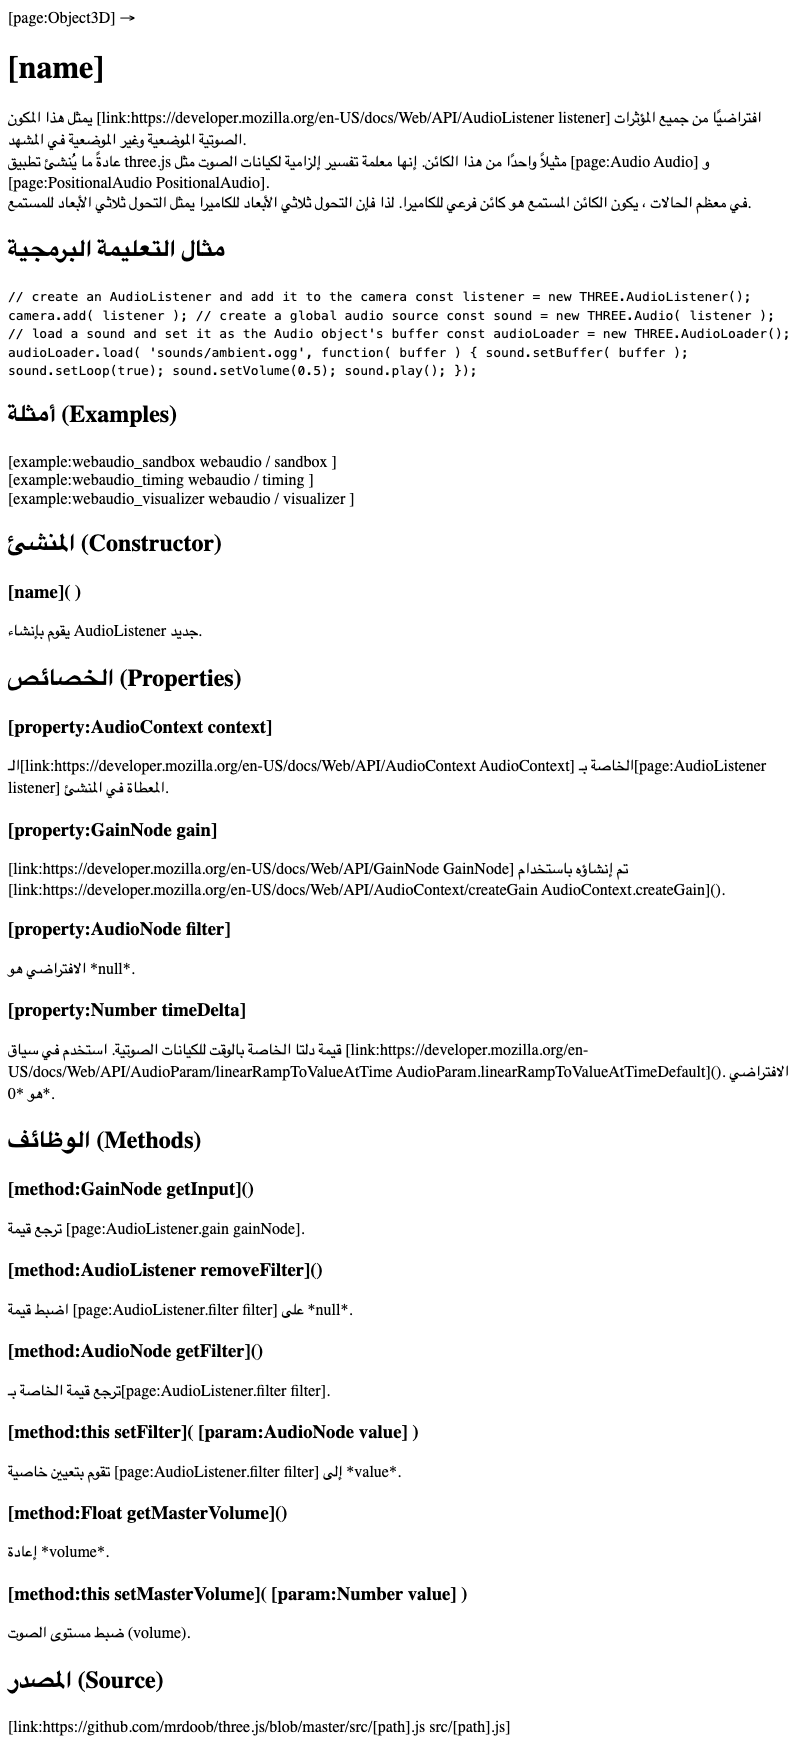 [page:Object3D] →
[name]
يمثل هذا المكون [link:https://developer.mozilla.org/en-US/docs/Web/API/AudioListener listener] افتراضيًا من جميع المؤثرات
الصوتية الموضعية وغير الموضعية في المشهد.
عادةً ما يُنشئ تطبيق three.js مثيلاً واحدًا من هذا الكائن. إنها معلمة تفسير إلزامية لكيانات الصوت مثل [page:Audio Audio] و
[page:PositionalAudio PositionalAudio].
في معظم الحالات ، يكون الكائن المستمع هو كائن فرعي للكاميرا. لذا فإن التحول ثلاثي الأبعاد للكاميرا يمثل التحول ثلاثي الأبعاد للمستمع.
مثال التعليمة البرمجية
// create an AudioListener and add it to the camera const listener = new THREE.AudioListener();
camera.add( listener ); // create a global audio source const sound = new THREE.Audio( listener );
// load a sound and set it as the Audio object's buffer const audioLoader = new THREE.AudioLoader();
audioLoader.load( 'sounds/ambient.ogg', function( buffer ) { sound.setBuffer( buffer );
sound.setLoop(true); sound.setVolume(0.5); sound.play(); });
أمثلة (Examples)
[example:webaudio_sandbox webaudio / sandbox ]
[example:webaudio_timing webaudio / timing ]
[example:webaudio_visualizer webaudio / visualizer ]
المنشئ (Constructor)
[name]( )
يقوم بإنشاء AudioListener جديد.
الخصائص (Properties)
[property:AudioContext context]
الـ[link:https://developer.mozilla.org/en-US/docs/Web/API/AudioContext AudioContext] الخاصة بـ[page:AudioListener
listener] المعطاة في المنشئ.
[property:GainNode gain]
[link:https://developer.mozilla.org/en-US/docs/Web/API/GainNode GainNode] تم إنشاؤه باستخدام
[link:https://developer.mozilla.org/en-US/docs/Web/API/AudioContext/createGain AudioContext.createGain]().
[property:AudioNode filter]
الافتراضي هو *null*.
[property:Number timeDelta]
قيمة دلتا الخاصة بالوقت للكيانات الصوتية. استخدم في سياق [link:https://developer.mozilla.org/en-
US/docs/Web/API/AudioParam/linearRampToValueAtTime AudioParam.linearRampToValueAtTimeDefault](). الافتراضي
هو *0*.
الوظائف (Methods)
[method:GainNode getInput]()
ترجع قيمة [page:AudioListener.gain gainNode].
[method:AudioListener removeFilter]()
اضبط قيمة [page:AudioListener.filter filter] على *null*.
[method:AudioNode getFilter]()
ترجع قيمة الخاصة بـ[page:AudioListener.filter filter].
[method:this setFilter]( [param:AudioNode value] )
تقوم بتعيين خاصية [page:AudioListener.filter filter] إلى *value*.
[method:Float getMasterVolume]()
إعادة *volume*.
[method:this setMasterVolume]( [param:Number value] )
ضبط مستوى الصوت (volume).
المصدر (Source)
[link:https://github.com/mrdoob/three.js/blob/master/src/[path].js src/[path].js]